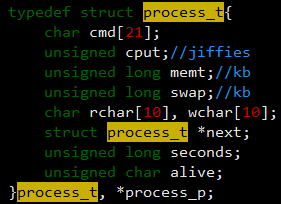 typedef struct process_t{
char cmd[21];
unsigned cput;//jiffies
unsigned long memt;//kb
unsigned long swap;//kb
char rchar[10], wchar[10];
struct process_t *next;
unsigned long seconds;
unsigned char alive;
}process_t, *process_p;